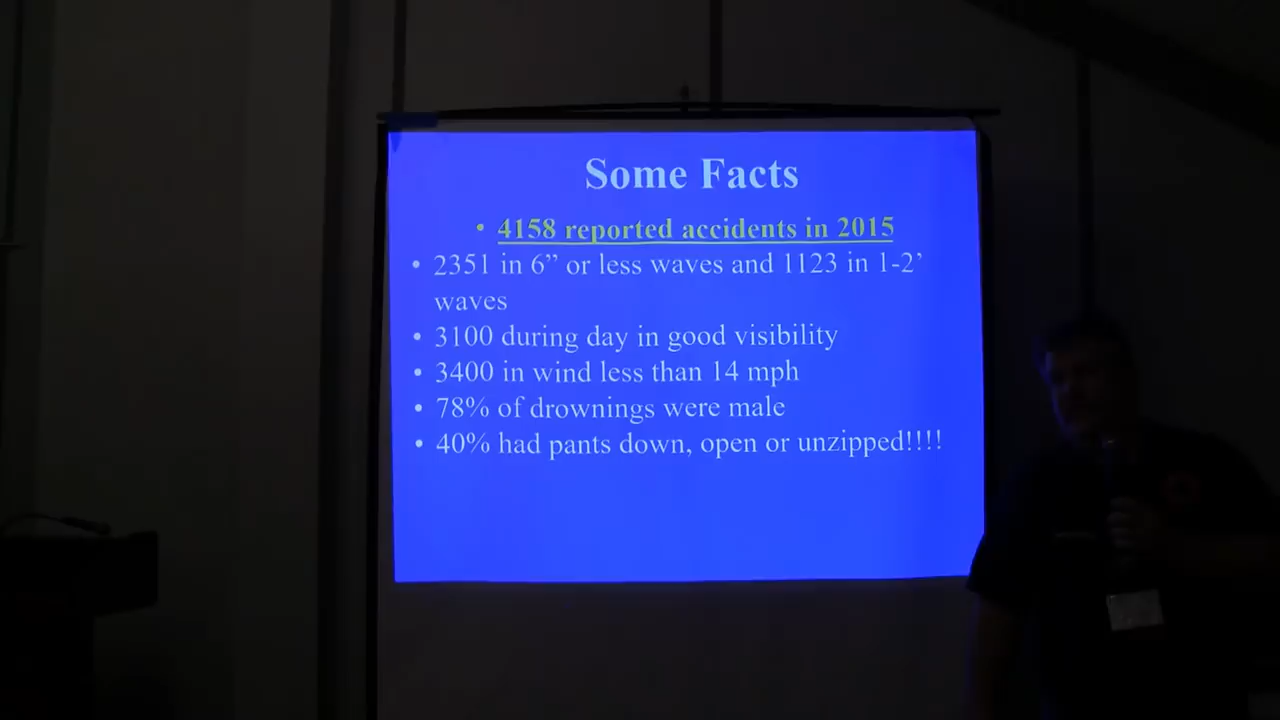 Some Facts
• 4158 reported accidents in 2015
• 2351 in 6” or less waves and 1123 in 1-2’
waves
• 3100 during day in good visibility
• 3400 in wind less than 14 mph
• 78% of drownings were male
• 40% had pants down, open or unzipped!!!!